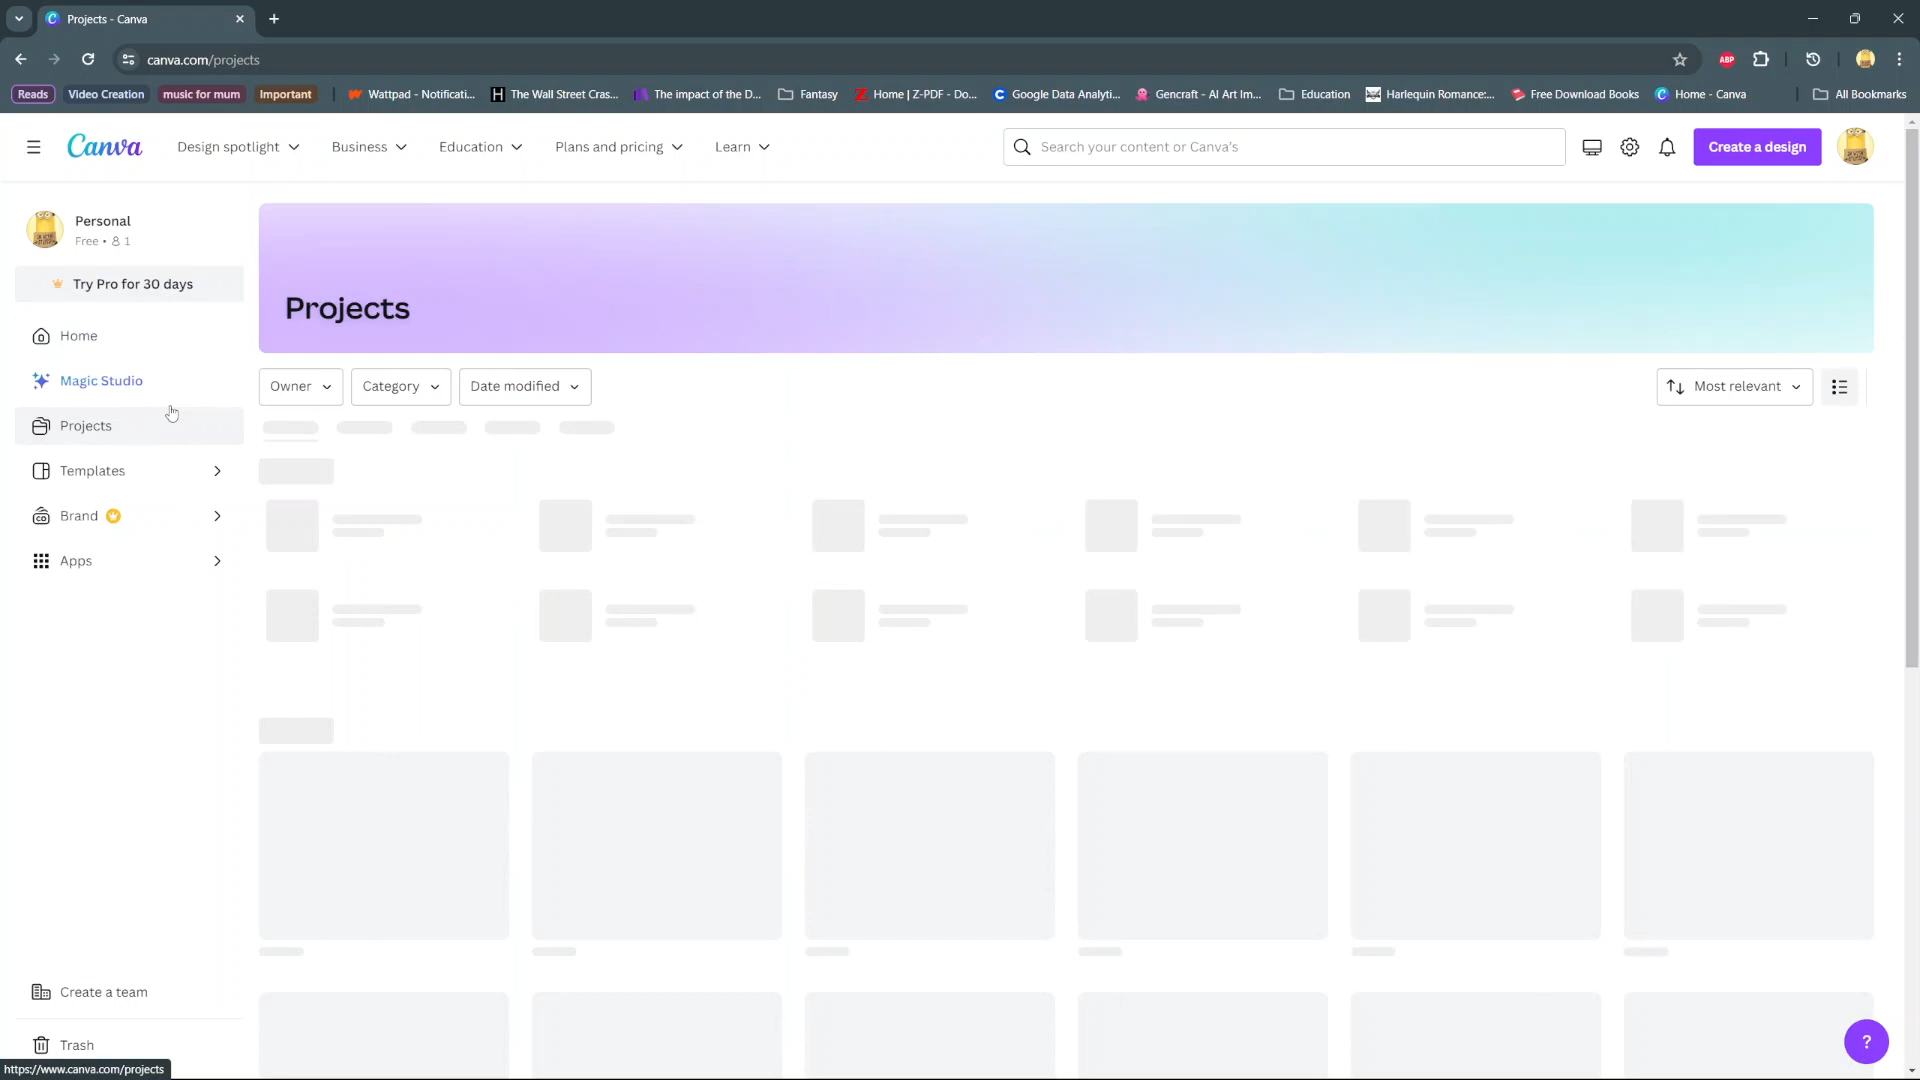 Projects - Canva
canva.com/projects
ABP
Reads
Video Creation
music for mum
Important
Wattpad - Notificati...
The Wall Street Cras...
The impact of the D...
Fantasy
Home | Z-PDF - Do...
Google Data Analyti...
Gencraft - AI Art Im...
Education
Harlequin Romance:...
Free Download Books
Home - Canva
All Bookmarks
Canva
Design spotlight
Business
Education
Plans and pricing
Learn
Search your content or Canva's
Create a design
Personal
Free • 1
Try Pro for 30 days
Home
Magic Studio
Projects
Templates
Brand
Apps
Create a team
Trash
Projects
Owner
Category
Date modified
Most relevant
?
https://www.canva.com/projects